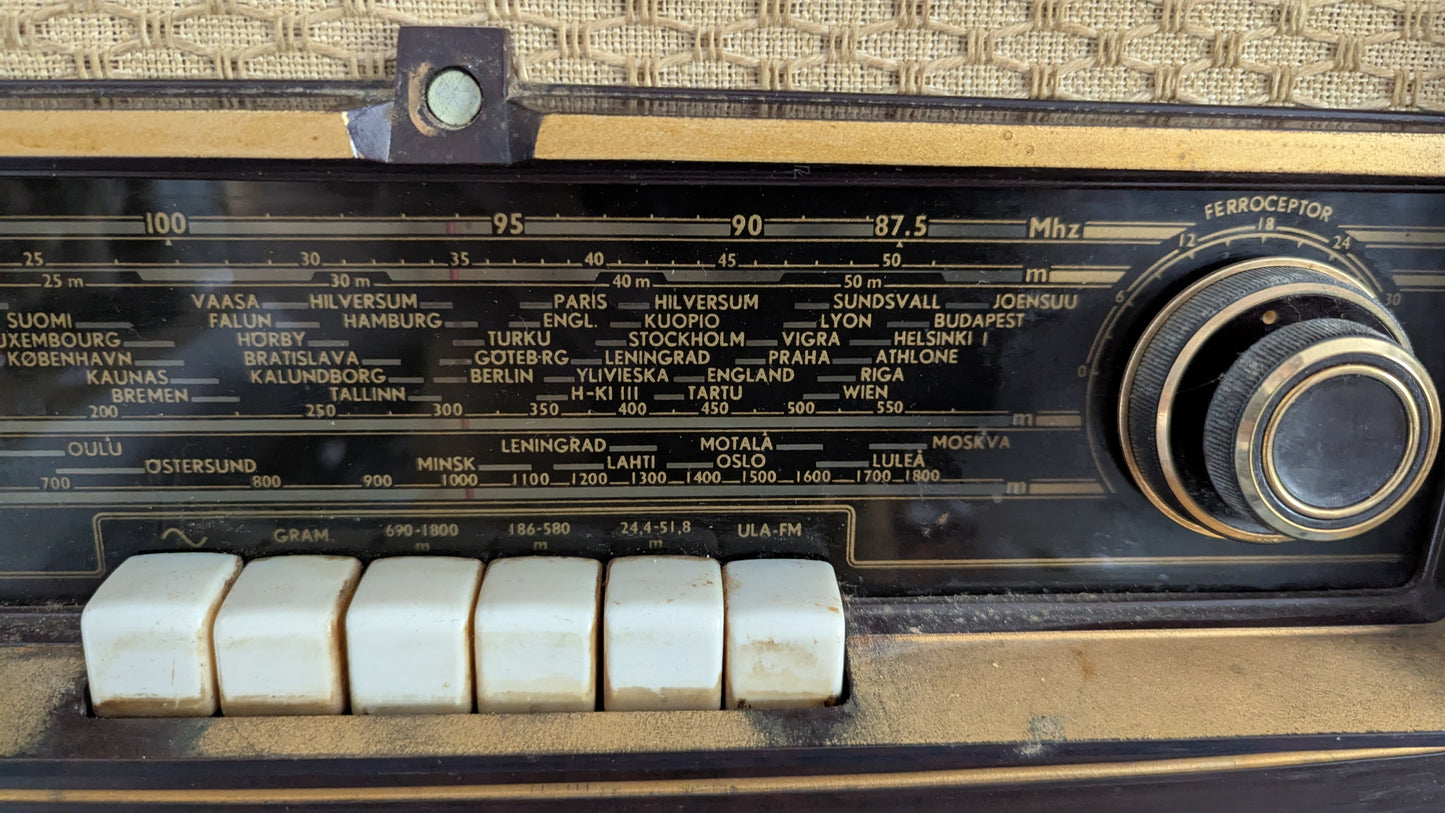 FERROCEPTOR
0 6 12 18 24 30
100 95 90 87.5 Mhz
25 30 35 40 45 50 m
25 m 30 m 40 m 50 m
VAASA HILVERSUM PARIS HILVERSUM SUNDSVALL JOENSUU
SUOMI FALUN HAMBURG ENGL. KUOPIO LYON BUDAPEST
UXEMBOURG HÖRBY TURKU STOCKHOLM VIGRA HELSINKI I
KØBENHAVN BRATISLAVA GÖTEB-RG LENINGRAD PRAHA ATHLONE
KAUNAS KALUNDBORG BERLIN YLIVIESKA ENGLAND RIGA
BREMEN TALLINN H-KI III TARTU WIEN
200 250 300 350 400 450 500 550 m
OULU LENINGRAD MOTALA MOSKVA
ÖSTERSUND MINSK LAHTI OSLO LULEÅ
700 800 900 1000 1100 1200 1300 1400 1500 1600 1700 1800 m
GRAM 690-1800 m 186-580 m 24,4-51,8 m ULA-FM